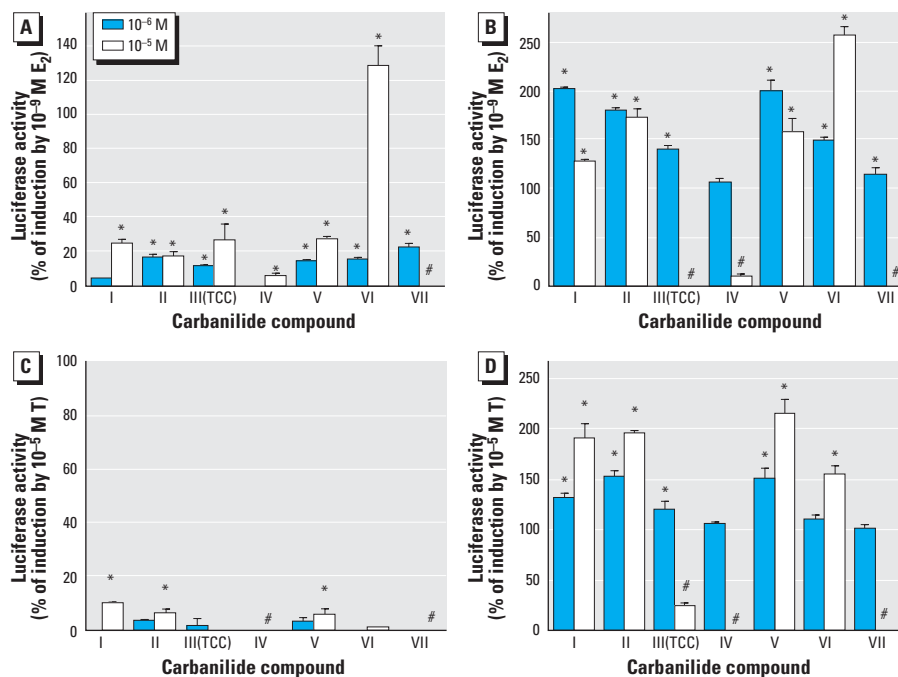 A
10⁻⁶ M
10⁻⁵ M
Luciferase activity
(% of induction by 10⁻⁹ M E₂)
140
120
100
80
60
40
20
0
* * * * * * * * * * * #
I II III(TCC) IV V VI VII
Carbanilide compound
B
Luciferase activity
(% of induction by 10⁻⁹ M E₂)
250
200
150
100
50
0
* * * * * # # * * * * * #
I II III(TCC) IV V VI VII
Carbanilide compound
C
Luciferase activity
(% of induction by 10⁻⁵ M T)
100
80
60
40
20
0
* * # * #
I II III(TCC) IV V VI VII
Carbanilide compound
D
Luciferase activity
(% of induction by 10⁻⁵ M T)
250
200
150
100
50
0
* * * * * # # * * * #
I II III(TCC) IV V VI VII
Carbanilide compound